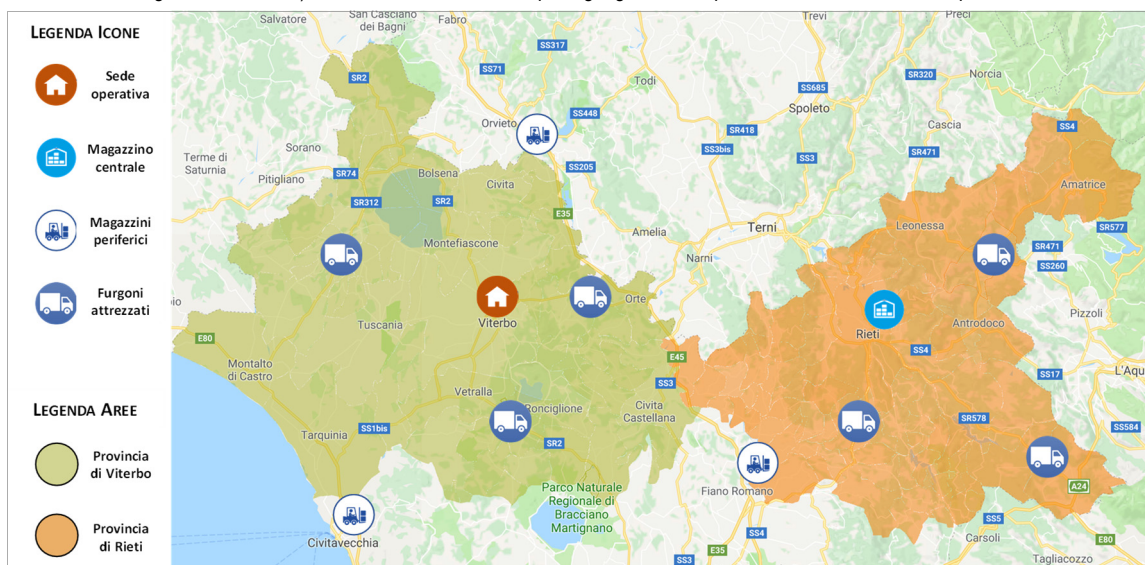 LEGENDA ICONE
Sede
operativa
Magazzino
centrale
Magazzini
periferici
Furgoni
attrezzati
LEGENDA AREE
Provincia
di Viterbo
Provincia
di Rieti
Salvatore
San Casciano
dei Bagni
Fabro
SS317
Trevi
Preci
SR2
SS71
Todi
SS685
SR320
Norcia
Spoleto
Orvieto
SS448
SR418
Cascia
SS4
Sorano
SS3bis
SS3
SR471
Terme di
Saturnia
Pitigliano
SR74
Bolsena
Civita
SS205
Amatrice
SR312
SR2
E35
Montefiascone
Amelia
Terni
Leonessa
SR577
Narni
SR471
SS260
Orte
Viterbo
Tuscania
Rieti
Antrodoco
Pizzoli
E80
SS4
E45
Montalto
di Castro
SS3
SS17
L'Aqu
Vetralla
Ronciglione
Civita
Castellana
SR578
SS584
Tarquinia
SS1bis
SR2
Parco Naturale
Regionale di
Bracciano
Martignano
Fiano Romano
A24
SS4
SS5
Carsoli
E80
Civitavecchia
SS3
E35
Tagliacozzo